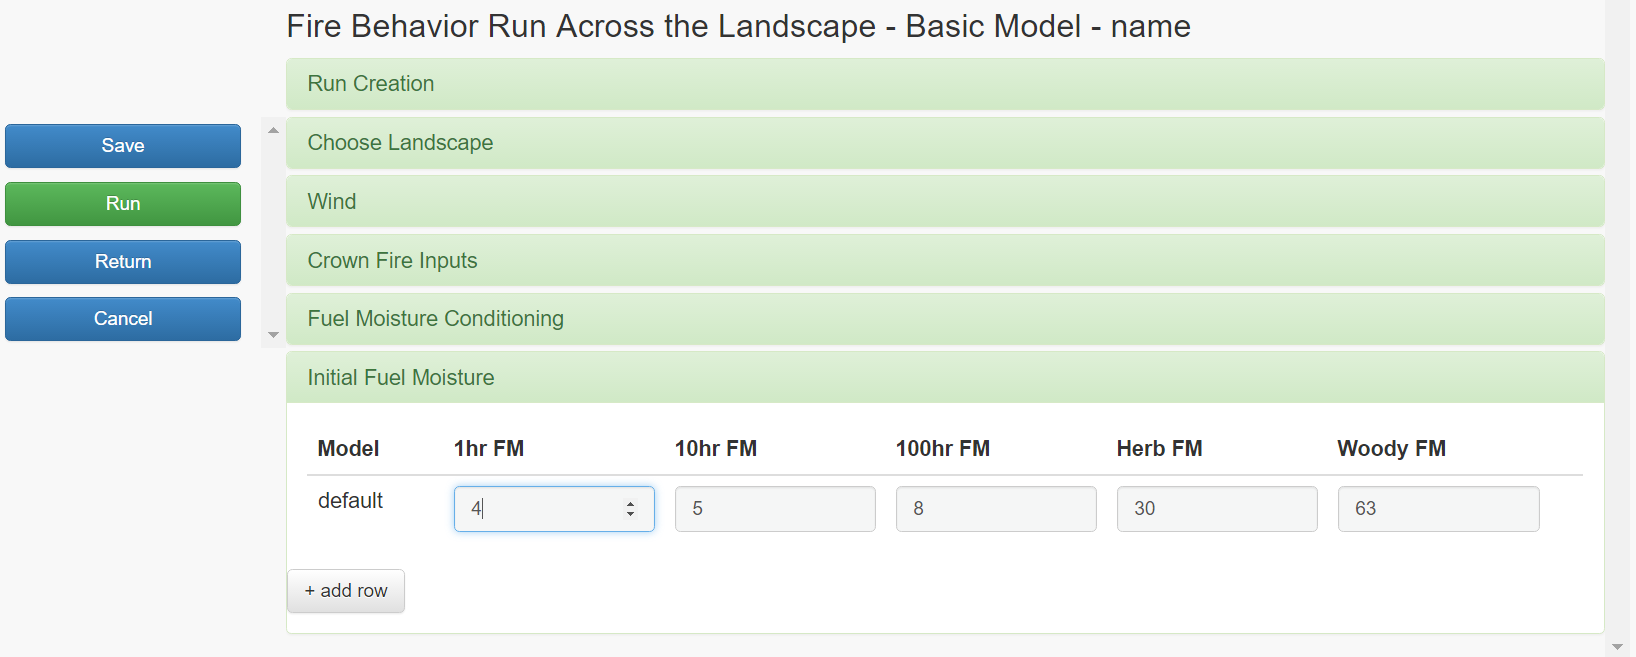 Fire Behavior Run Across the Landscape - Basic Model - name
Run Creation
Save
Run
Return
Cancel
Choose Landscape
Wind
Crown Fire Inputs
Fuel Moisture Conditioning
Initial Fuel Moisture
Model 1hr FM 10hr FM 100hr FM Herb FM Woody FM
default 4 5 8 30 63
+ add row